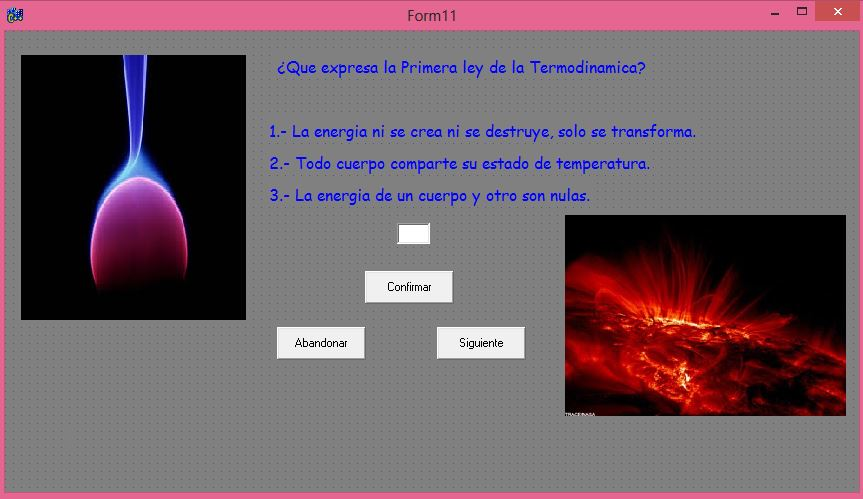 Form11
¿Que expresa la Primera ley de la Termodinamica?
1.- La energia ni se crea ni se destruye, solo se transforma.
2.- Todo cuerpo comparte su estado de temperatura.
3.- La energia de un cuerpo y otro son nulas.
Confirmar
Abandonar
Siguiente
TRACE/NASA